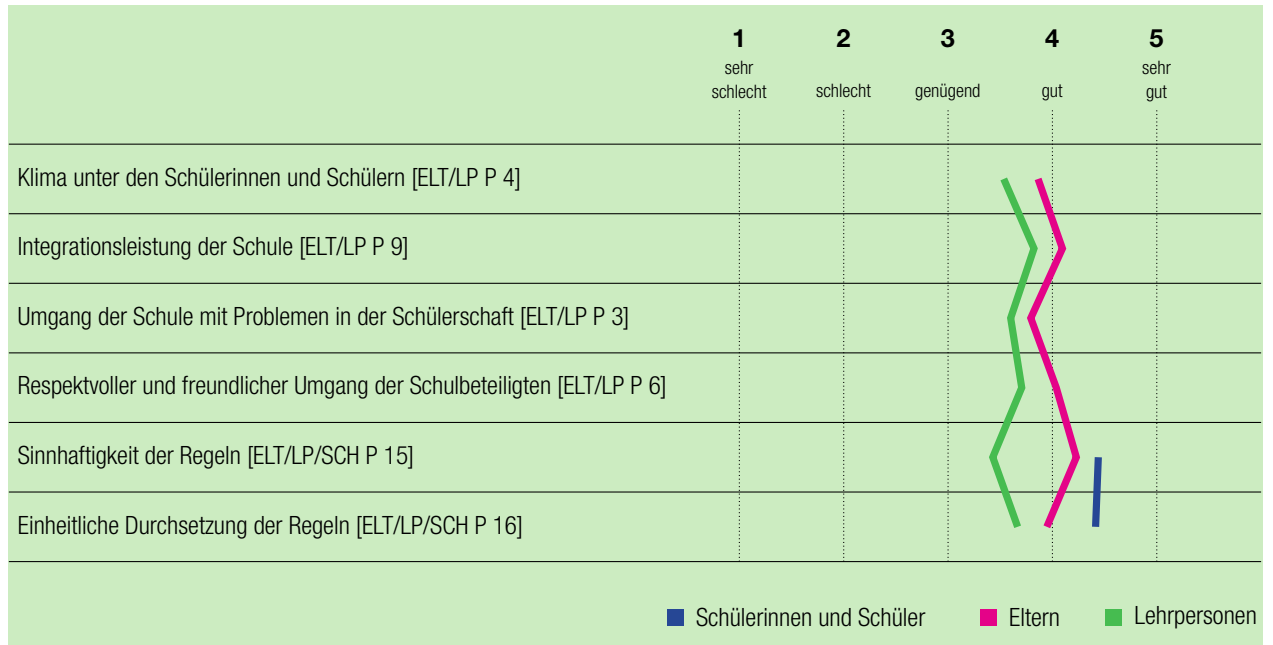 1 2 3 4 5
sehr schlecht schlecht genügend gut sehr gut
Klima unter den Schülerinnen und Schülern [ELT/LP P 4]
Integrationsleistung der Schule [ELT/LP P 9]
Umgang der Schule mit Problemen in der Schülerschaft [ELT/LP P 3]
Respektvoller und freundlicher Umgang der Schulbeteiligten [ELT/LP P 6]
Sinnhaftigkeit der Regeln [ELT/LP/SCH P 15]
Einheitliche Durchsetzung der Regeln [ELT/LP/SCH P 16]
Schülerinnen und Schüler Eltern Lehrpersonen